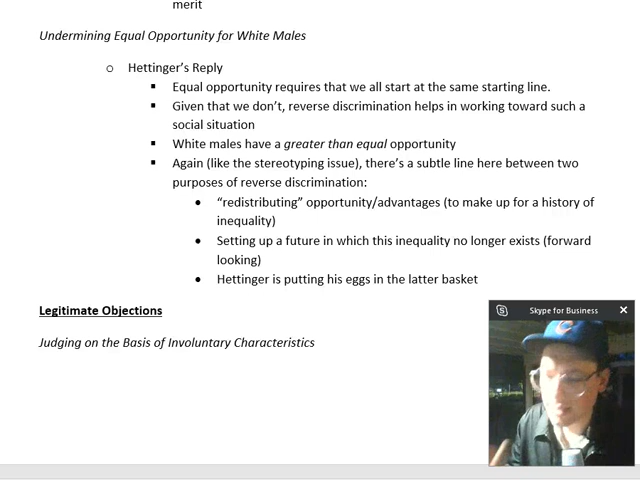 merit
Undermining Equal Opportunity for White Males
o Hettinger's Reply
▪ Equal opportunity requires that we all start at the same starting line.
▪ Given that we don't, reverse discrimination helps in working toward such a
social situation
▪ White males have a greater than equal opportunity
▪ Again (like the stereotyping issue), there's a subtle line here between two
purposes of reverse discrimination:
• “redistributing” opportunity/advantages (to make up for a history of
inequality)
• Setting up a future in which this inequality no longer exists (forward
looking)
• Hettinger is putting his eggs in the latter basket
Legitimate Objections
Judging on the Basis of Involuntary Characteristics
Skype for Business